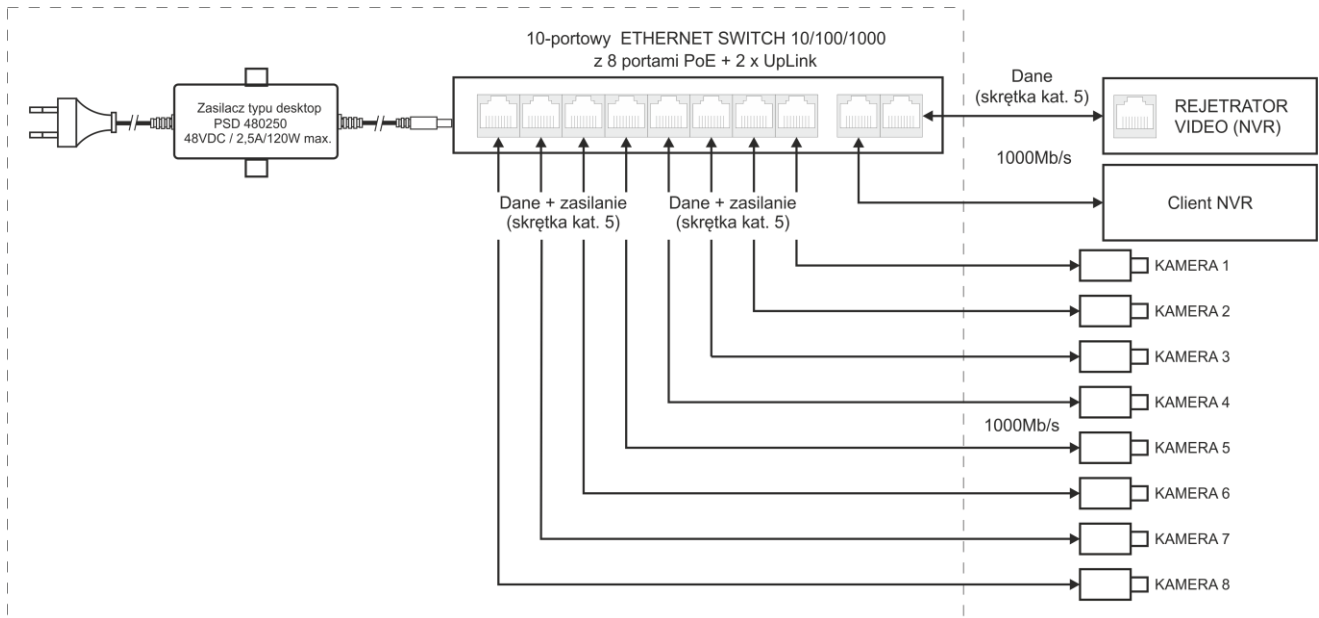 10-portowy ETHERNET SWITCH 10/100/1000
z 8 portami PoE + 2 x UpLink
Zasilacz typu desktop
PSD 480250
48VDC / 2,5A/120W max.
Dane
(skrętka kat. 5)
REJETRATOR
VIDEO (NVR)
1000Mb/s
Client NVR
Dane + zasilanie
(skrętka kat. 5)
Dane + zasilanie
(skrętka kat. 5)
KAMERA 1
KAMERA 2
KAMERA 3
KAMERA 4
1000Mb/s
KAMERA 5
KAMERA 6
KAMERA 7
KAMERA 8